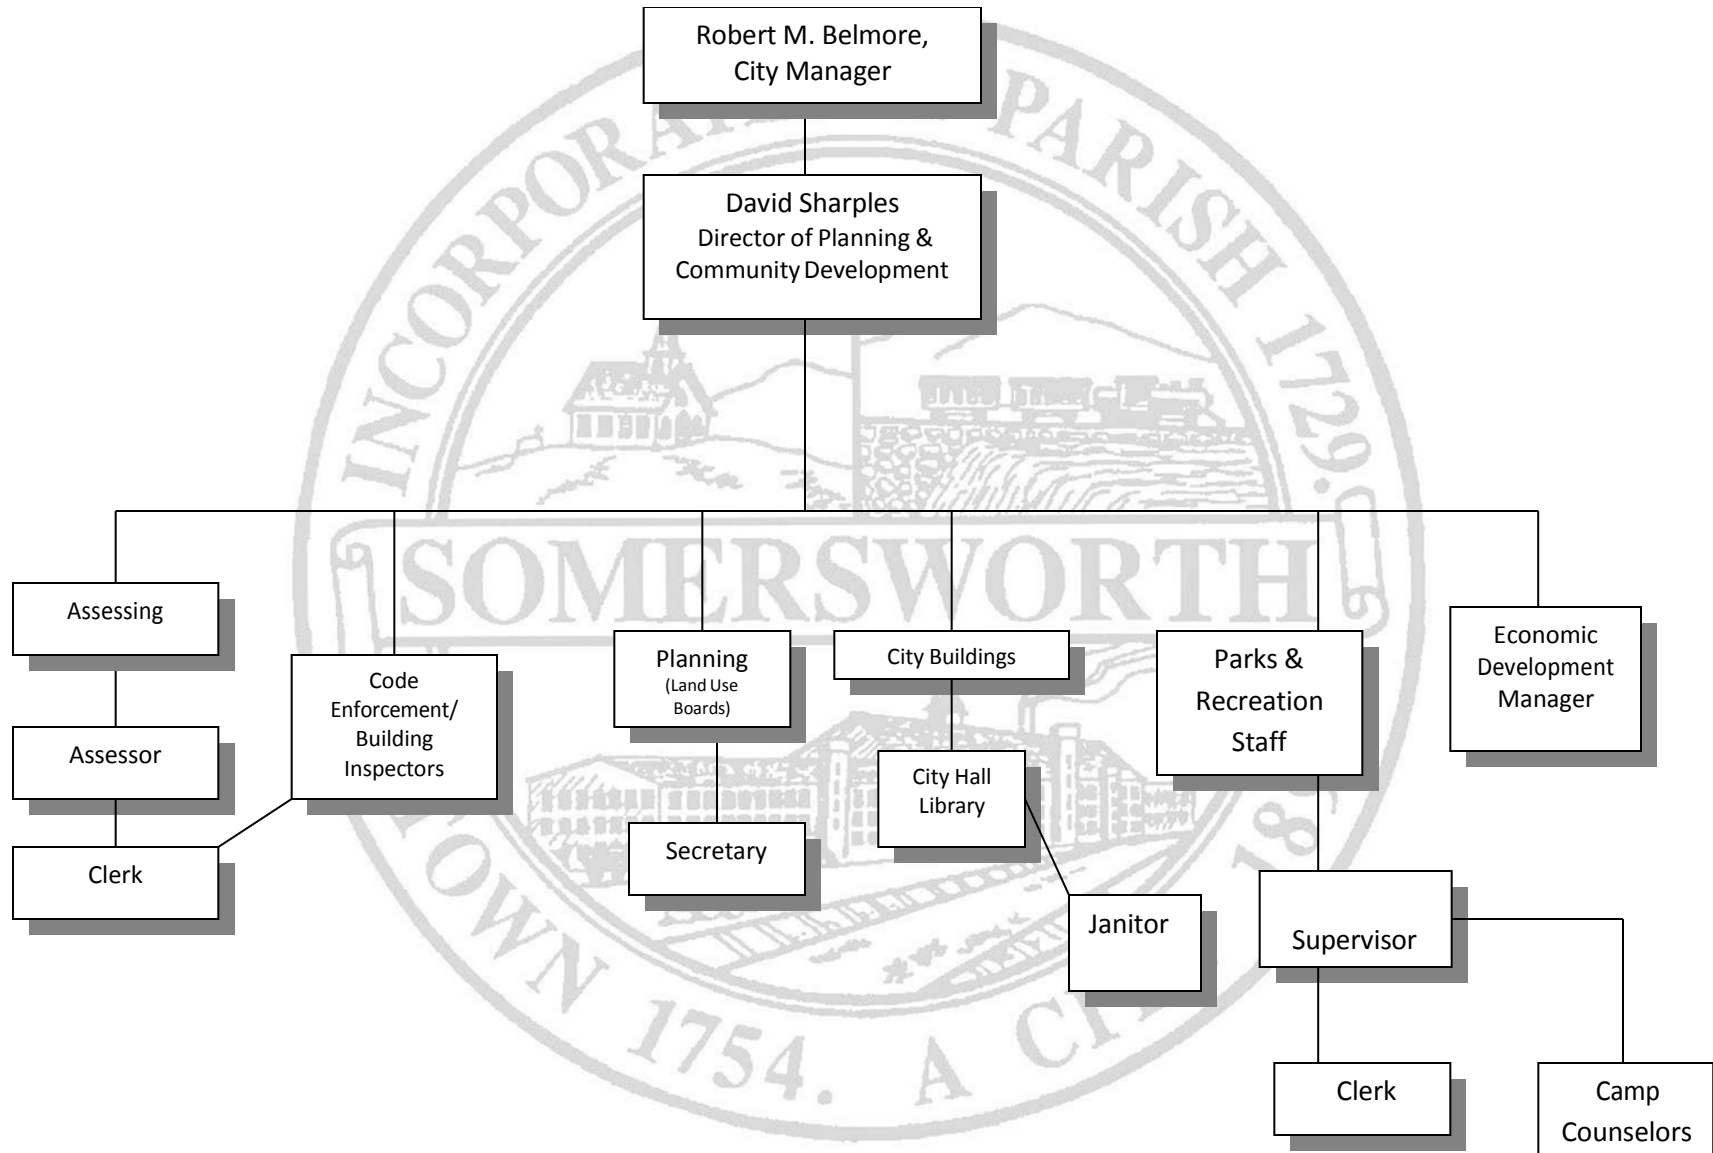 Robert M. Belmore,
City Manager
David Sharples
Director of Planning &
Community Development
Assessing
Assessor
Clerk
Code
Enforcement/
Building
Inspectors
Planning
(Land Use
Boards)
Secretary
City Buildings
City Hall
Library
Janitor
Parks &
Recreation
Staff
Supervisor
Clerk
Camp
Counselors
Economic
Development
Manager
INCORPORA
PARISH 1729.
SOMERSWORTH
TOWN 1754. A CI
18